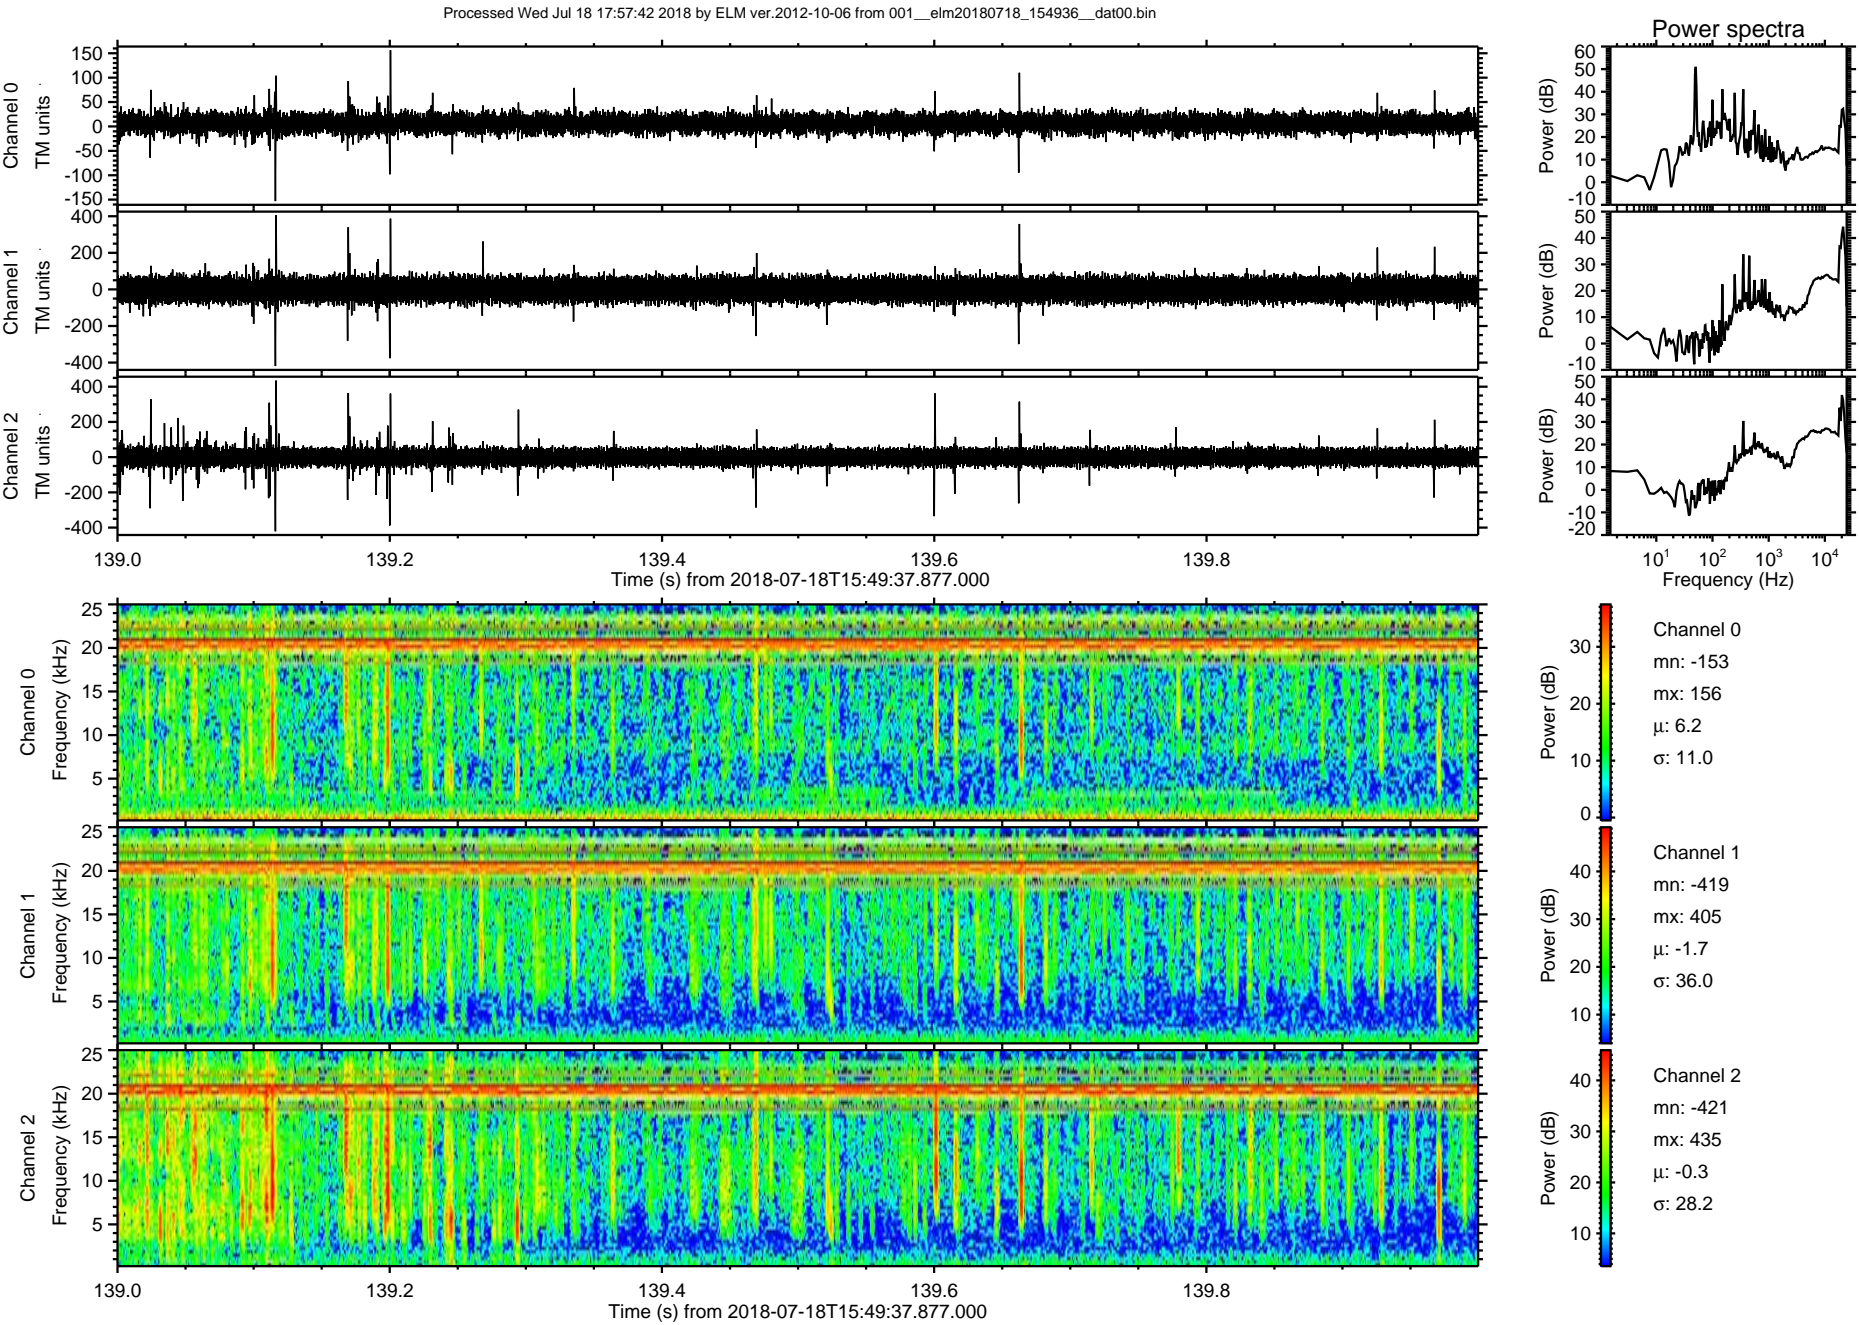 Processed Wed Jul 18 17:57:42 2018 by ELM ver.2012-10-06 from 001__elm20180718_154936__dat00.bin
Power spectra
Channel 0
TM units
150
100
50
0
-50
-100
-150
Power (dB)
60
50
40
30
20
10
0
-10
Channel 1
TM units
400
200
0
-200
-400
Power (dB)
50
40
30
20
10
0
-10
Channel 2
TM units
400
200
0
-200
-400
Power (dB)
50
40
30
20
10
0
-10
-20
139.0 139.2 139.4 139.6 139.8
Time (s) from 2018-07-18T15:49:37.877.000
10^1 10^2 10^3 10^4
Frequency (Hz)
Channel 0
Frequency (kHz)
25
20
15
10
5
Power (dB)
30
20
10
0
Channel 0
mn: -153
mx: 156
μ: 6.2
σ: 11.0
Channel 1
Frequency (kHz)
25
20
15
10
5
Power (dB)
40
30
20
10
Channel 1
mn: -419
mx: 405
μ: -1.7
σ: 36.0
Channel 2
Frequency (kHz)
25
20
15
10
5
Power (dB)
40
30
20
10
Channel 2
mn: -421
mx: 435
μ: -0.3
σ: 28.2
139.0 139.2 139.4 139.6 139.8
Time (s) from 2018-07-18T15:49:37.877.000